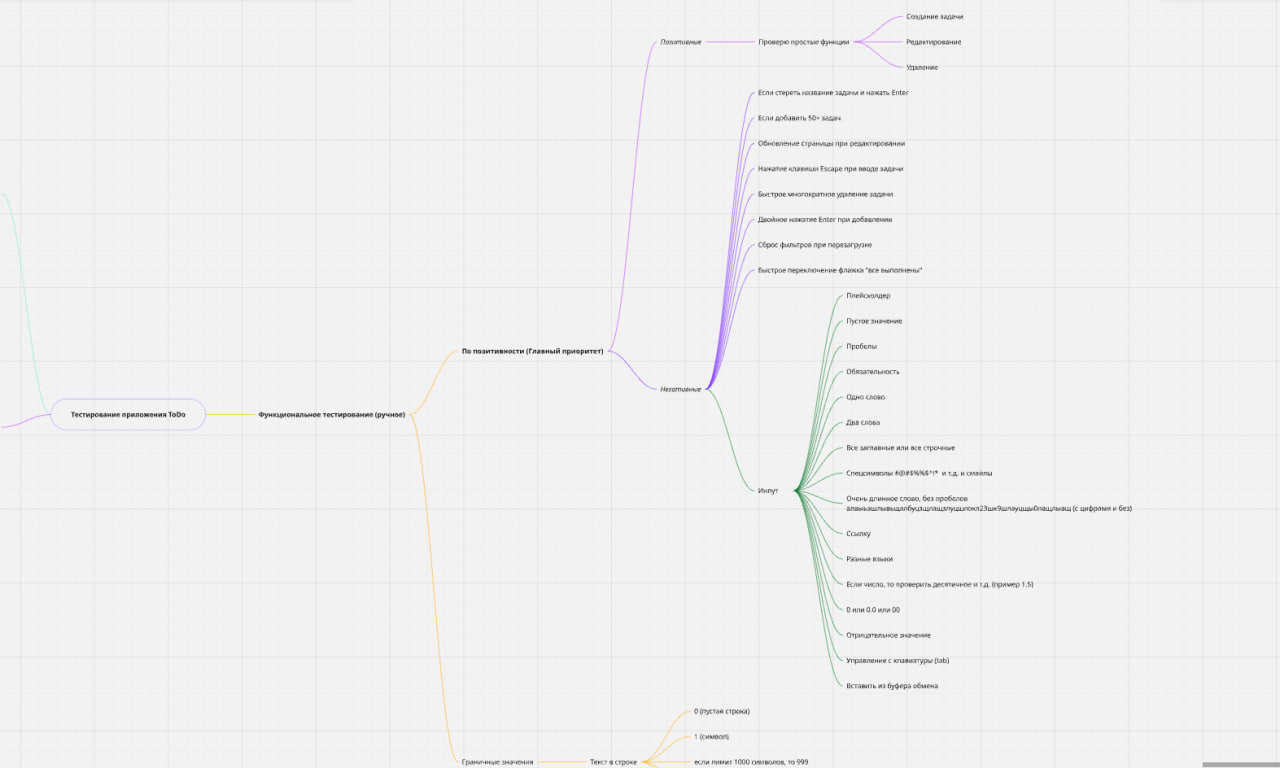 Тестирование приложения ToDo
Функциональное тестирование (ручное)
По позитивности (Главный приоритет)
Позитивные
Проверю простые функции
Создание задачи
Редактирование
Удаление
Негативные
Если стереть название задачи и нажать Enter
Если добавить 50+ задач
Обновление страницы при редактировании
Нажатие клавиши Escape при вводе задачи
Быстрое многократное удаление задачи
Двойное нажатие Enter при добавлении
Сброс фильтров при перезагрузке
Быстрое переключение флажка "все выполнены"
Инпут
Плейсхолдер
Пустое значение
Пробелы
Обязательность
Одно слово
Два слова
Все заглавные или все строчные
Спецсимволы и т.д. и смайлы
Очень длинное слово, без пробелов
(с цифрами и без)
Ссылку
Разные языки
Если число, то проверить десятичное и т.д. (пример 1.5)
0 или 0.0 или 00
Отрицательное значение
Управление с клавиатуры (tab)
Вставить из буфера обмена
Граничные значения
Текст в строке
0 (пустая строка)
1 (символ)
если лимит 1000 символов, то 999